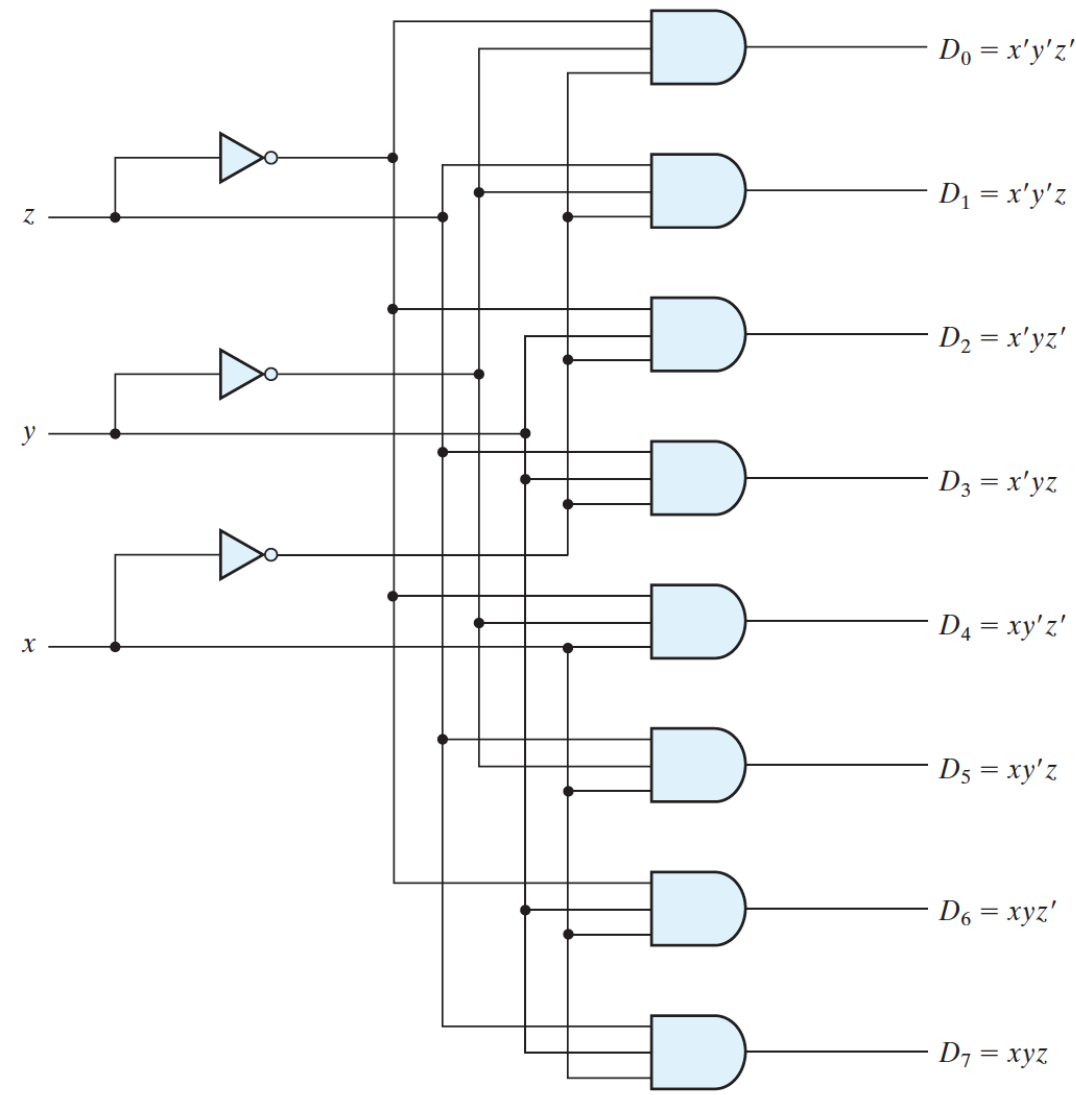 D₀ = x'y'z'
D₁ = x'y'z
z
D₂ = x'yz'
y
D₃ = x'yz
D₄ = xy'z'
x
D₅ = xy'z
D₆ = xyz'
D₇ = xyz